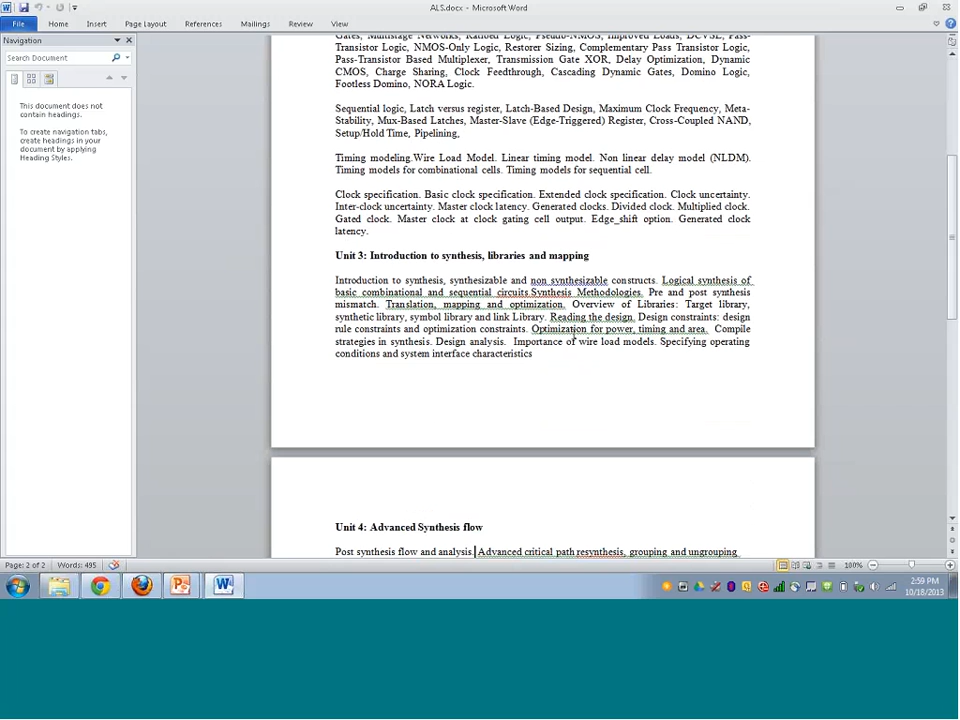 ALS.docx - Microsoft Word
File Home Insert Page Layout References Mailings Review View
Navigation
Search Document
This document does not
contain headings.
To create navigation tabs,
create headings in your
document by applying
Heading Styles.
Gates, Multistage Networks, Ratioed Logic, Pseudo-NMOS, Improved Loads, DCVSL, Pass-
Transistor Logic, NMOS-Only Logic, Restorer Sizing, Complementary Pass Transistor Logic,
Pass-Transistor Based Multiplexer, Transmission Gate XOR, Delay Optimization, Dynamic
CMOS, Charge Sharing, Clock Feedthrough, Cascading Dynamic Gates, Domino Logic,
Footless Domino, NORA Logic.
Sequential logic, Latch versus register, Latch-Based Design, Maximum Clock Frequency, Meta-
Stability, Mux-Based Latches, Master-Slave (Edge-Triggered) Register, Cross-Coupled NAND,
Setup/Hold Time, Pipelining,
Timing modeling.Wire Load Model. Linear timing model. Non linear delay model (NLDM).
Timing models for combinational cells. Timing models for sequential cell.
Clock specification. Basic clock specification. Extended clock specification. Clock uncertainty.
Inter-clock uncertainty. Master clock latency. Generated clocks. Divided clock. Multiplied clock.
Gated clock. Master clock at clock gating cell output. Edge_shift option. Generated clock
latency.
Unit 3: Introduction to synthesis, libraries and mapping
Introduction to synthesis, synthesizable and non synthesizable constructs. Logical synthesis of
basic combinational and sequential circuits.Synthesis Methodologies. Pre and post synthesis
mismatch. Translation, mapping and optimization. Overview of Libraries: Target library,
synthetic library, symbol library and link Library. Reading the design. Design constraints: design
rule constraints and optimization constraints. Optimization for power, timing and area. Compile
strategies in synthesis. Design analysis. Importance of wire load models. Specifying operating
conditions and system interface characteristics
Unit 4: Advanced Synthesis flow
Post synthesis flow and analysis. Advanced critical path resynthesis, grouping and ungrouping
Page: 2 of 2 Words: 495 100%
2:59 PM
10/18/2013